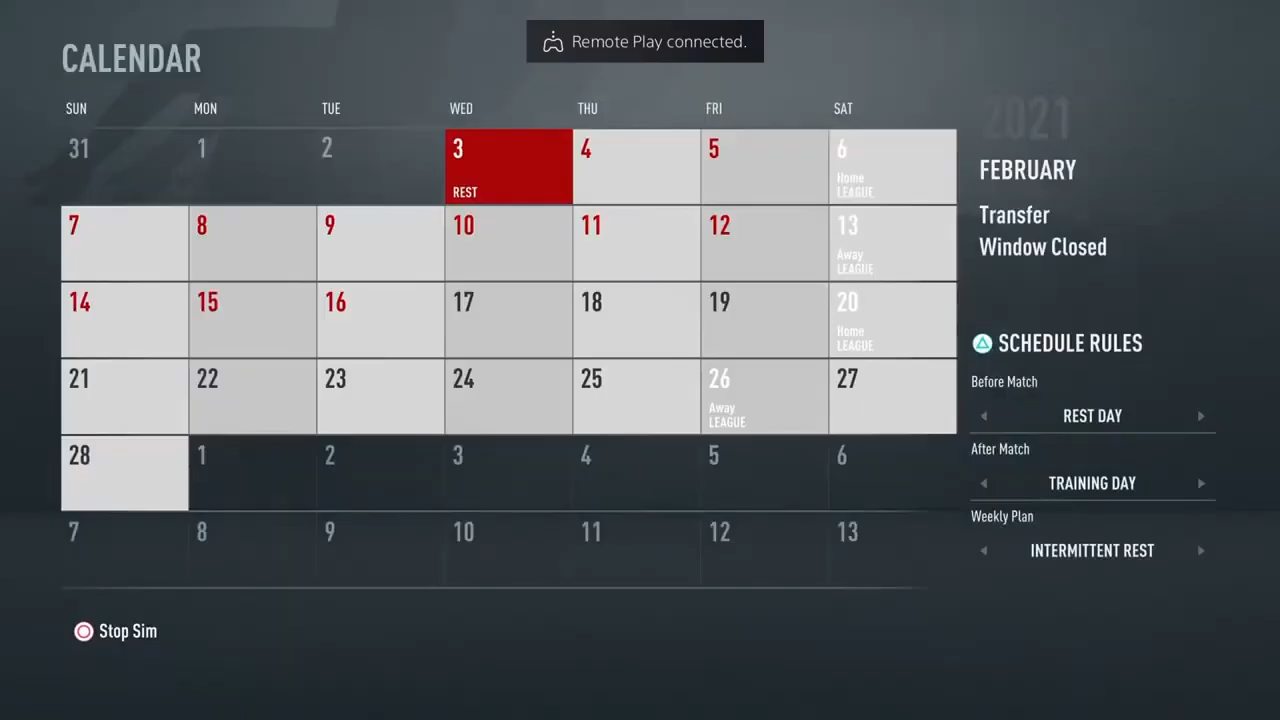 Remote Play connected.
CALENDAR
SUN MON TUE WED THU FRI SAT
31 1 2 3 4 5 6
REST Home
LEAGUE
7 8 9 10 11 12 13
Away
LEAGUE
14 15 16 17 18 19 20
Home
LEAGUE
21 22 23 24 25 26 27
Away
LEAGUE
28 1 2 3 4 5 6
7 8 9 10 11 12 13
Stop Sim
2021
FEBRUARY
Transfer
Window Closed
SCHEDULE RULES
Before Match
REST DAY
After Match
TRAINING DAY
Weekly Plan
INTERMITTENT REST